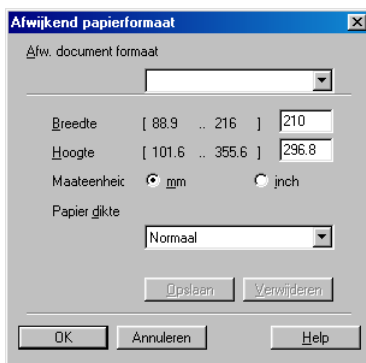 Afwijkend papierformaat
Afw. document formaat
Breedte [ 88.9 .. 216 ] 210
Hoogte [ 101.6 .. 355.6 ] 296.8
Maateenheid mm inch
Papier dikte
Normaal
Opslaan Verwijderen
OK Annuleren Help